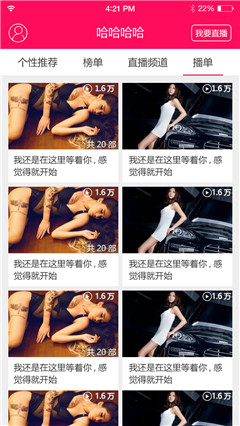 4:21 PM
83%
哈哈哈哈
我要直播
个性推荐 榜单 直播频道 播单
1.6 万 1.6 万
共 20 部
我还是在这里等着你，感 我还是在这里等着你，感
觉得就开始 觉得就开始
1.6 万 1.6 万
共 20 部
我还是在这里等着你，感 我还是在这里等着你，感
觉得就开始 觉得就开始
1.6 万 1.6 万
共 20 部
我还是在这里等着你，感 我还是在这里等着你，感
觉得就开始 觉得就开始
1.6 万 1.6 万